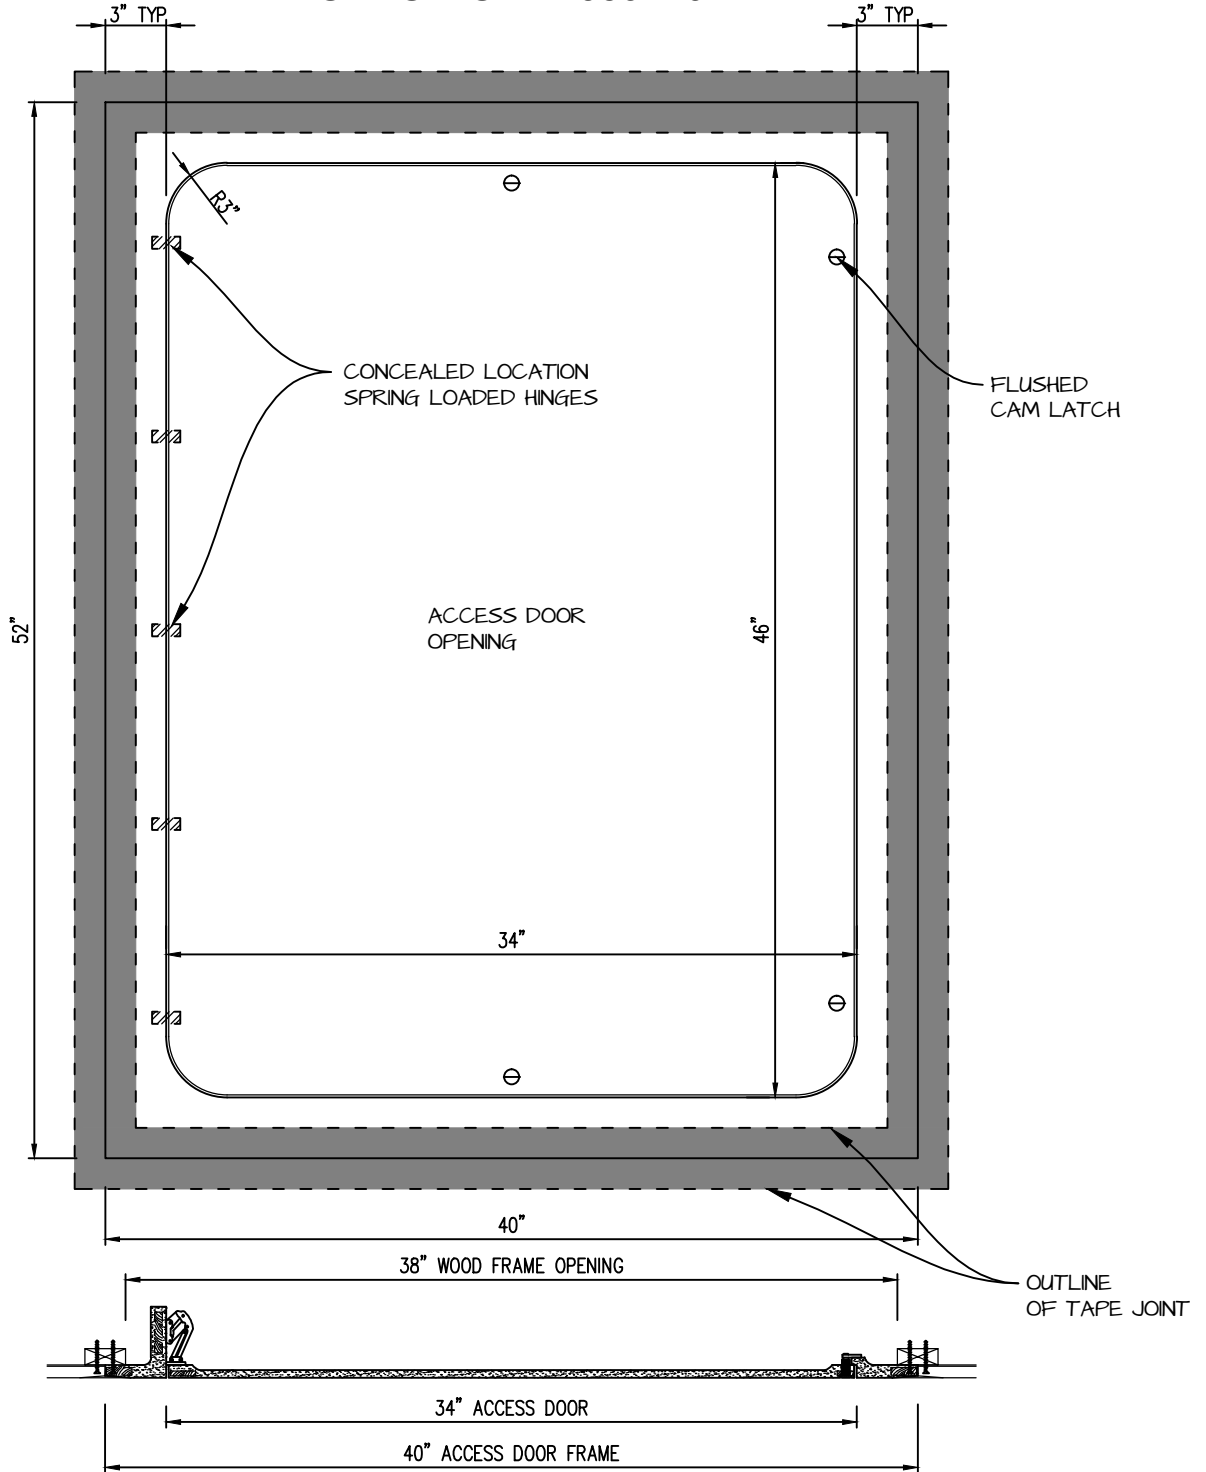 3" TYP
3" TYP
R3"
CONCEALED LOCATION
SPRING LOADED HINGES
FLUSHED
CAM LATCH
52"
ACCESS DOOR
OPENING
46"
34"
40"
38" WOOD FRAME OPENING
OUTLINE
OF TAPE JOINT
34" ACCESS DOOR
40" ACCESS DOOR FRAME